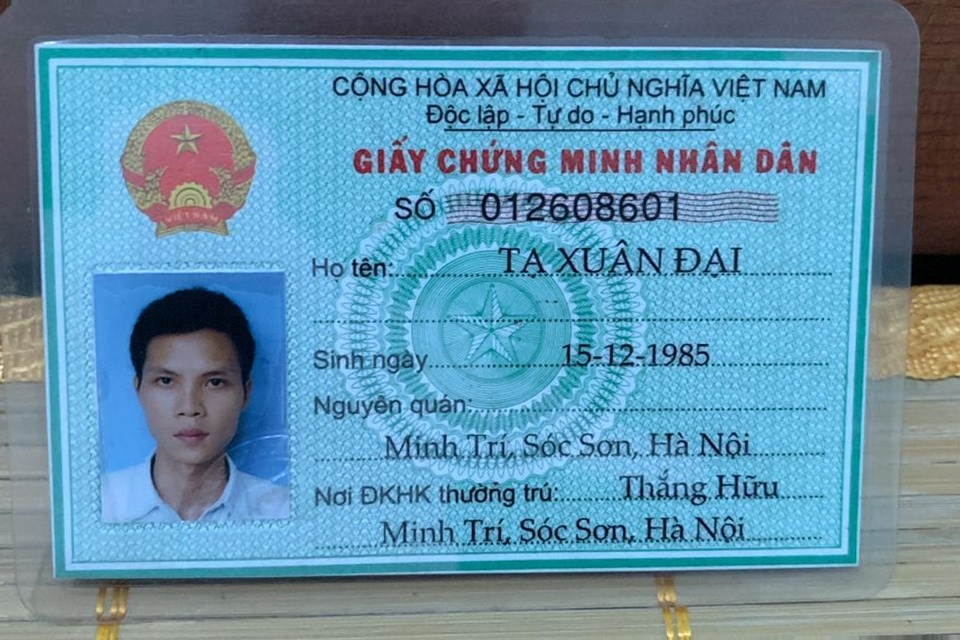 CỘNG HÒA XÃ HỘI CHỦ NGHĨA VIỆT NAM
Độc lập - Tự do - Hạnh phúc
GIẤY CHỨNG MINH NHÂN DÂN
SỐ 012608601
VIỆT NAM
Họ tên: TẠ XUÂN ĐẠI
Sinh ngày 15-12-1985
Nguyên quán:
Minh Trí, Sóc Sơn, Hà Nội
Nơi ĐKHK thường trú: Thắng Hữu
Minh Trí, Sóc Sơn, Hà Nội